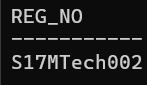 REG_NO
-----------
S17MTech002